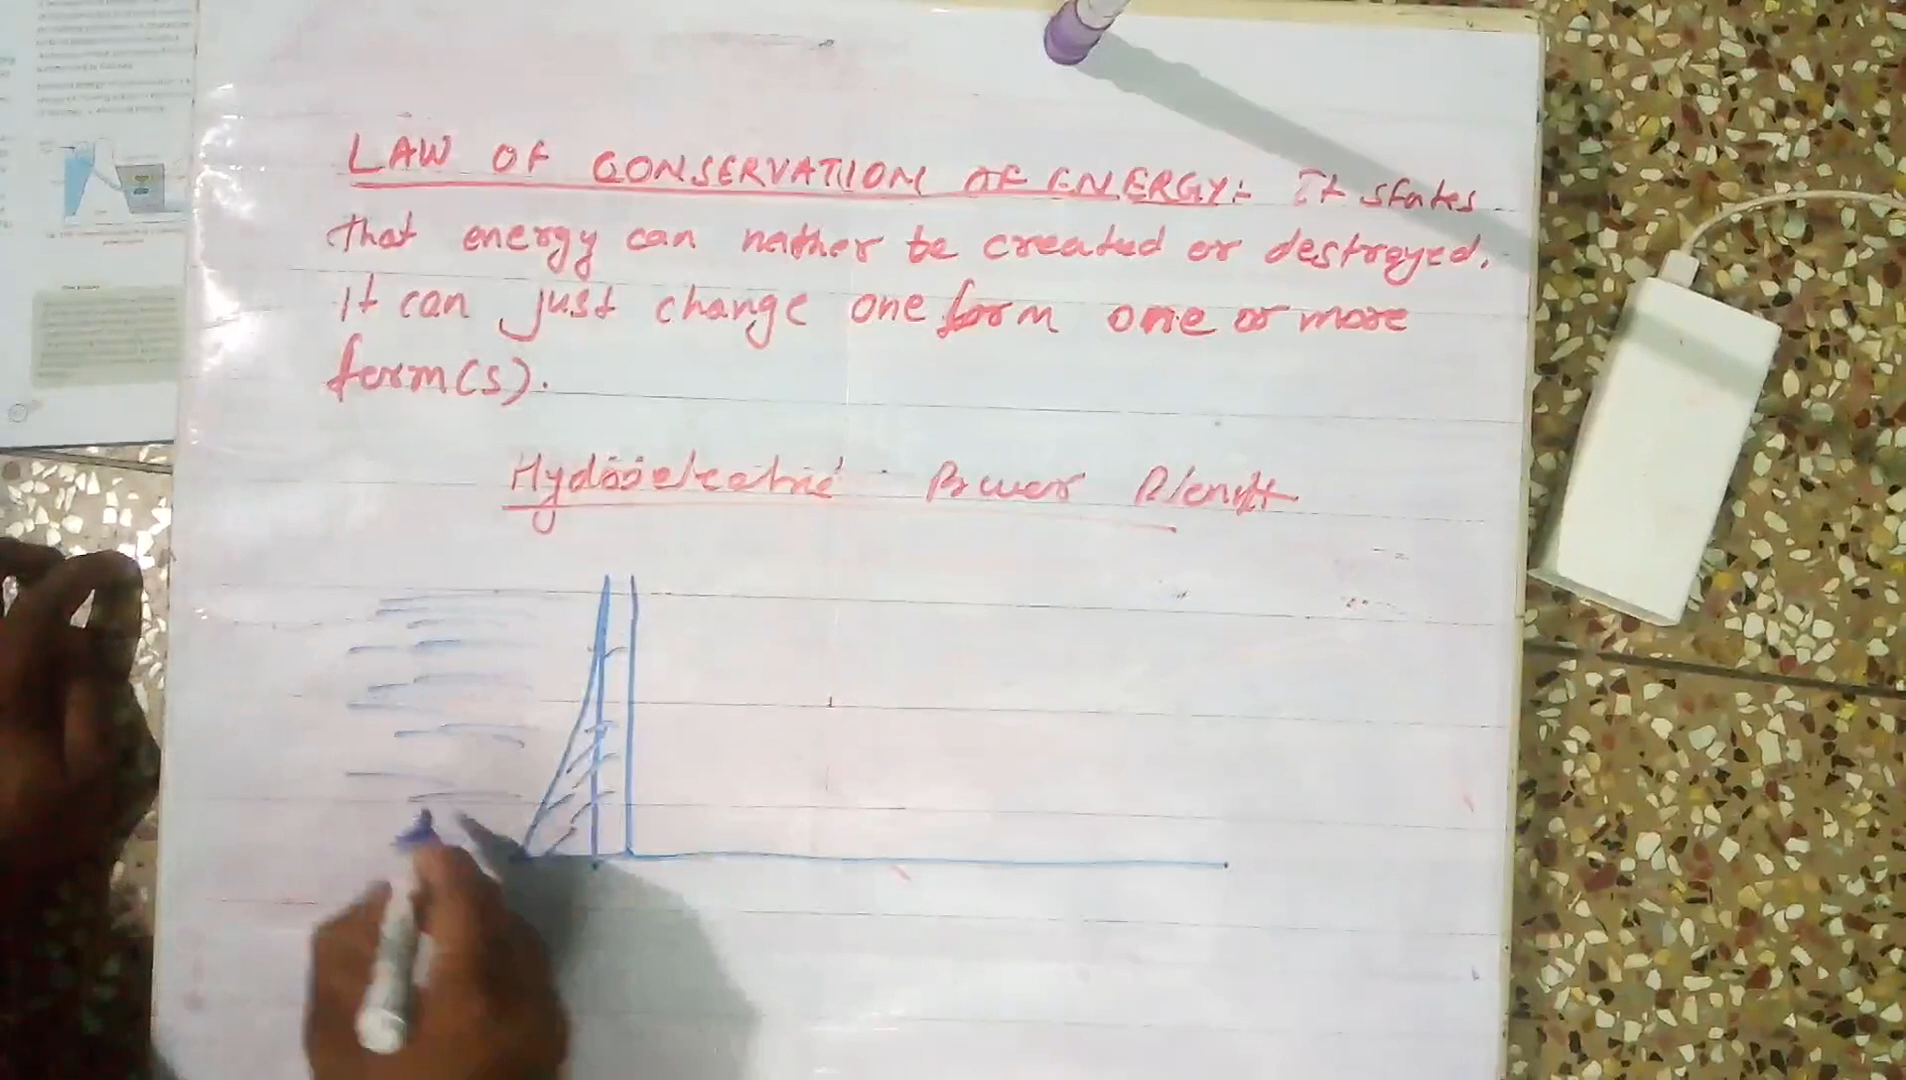 LAW OF CONSERVATION OF ENERGY:- It states
that energy can neither be created or destroyed.
It can just change one form one or more
form(s).
Hydroelectric Power Plant